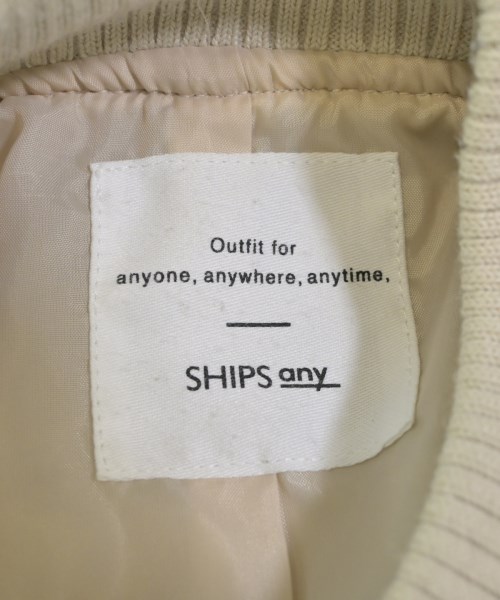 Outfit for
anyone, anywhere, anytime,
SHIPS any